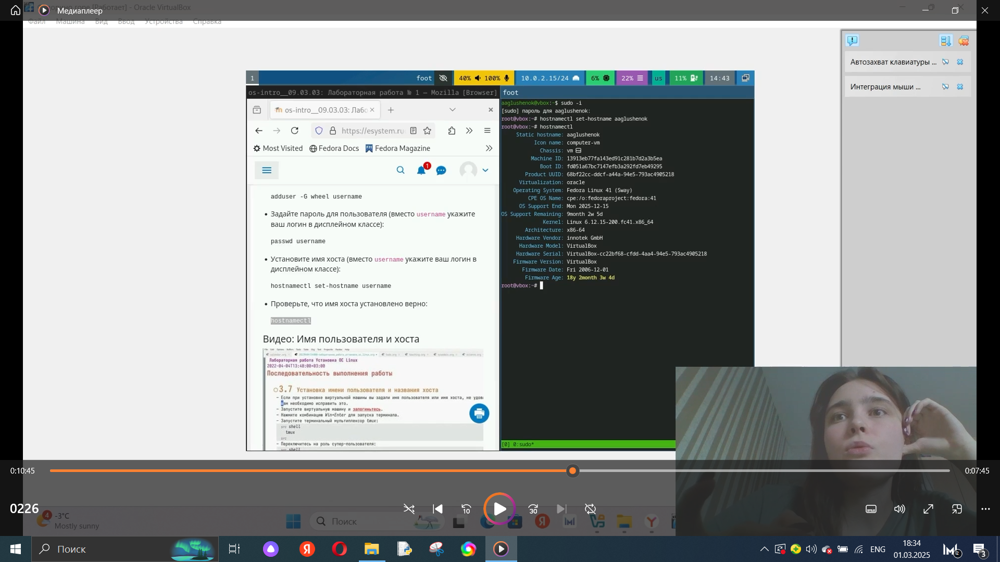 [Работает] - Oracle VirtualBox
Медиаплеер
Файл Машина Вид Ввод Устройства Справка
Автозахват клавиатуры ...
Интеграция мыши ...
1 foot 40% 100% 10.0.2.15/24 6% 22% us 11% 14:43
os-intro__09.03.03: Лабораторная работа № 1 — Mozilla [Browser]
os-intro__09.03.03: Лабо
https://esystem.ru
Most Visited Fedora Docs Fedora Magazine
1
adduser -G wheel username
• Задайте пароль для пользователя (вместо username укажите
ваш логин в дисплейном классе):
passwd username
• Установите имя хоста (вместо username укажите ваш логин в
дисплейном классе):
hostnamectl set-hostname username
• Проверьте, что имя хоста установлено верно:
hostnamectl
Видео: Имя пользователя и хоста
Лабораторная работа Установка ОС Linux
2022-04-04T13:40:00+03:00
Последовательность выполнения работы
3.7 Установка имени пользователя и названия хоста
– Если при установке виртуальной машины вы задали имя пользователя или имя хоста, не удов
вам необходимо исправить это.
– Запустите виртуальную машину и залогиньтесь.
– Нажмите комбинацию Win+Enter для запуска терминала.
– Запустите терминальный мультиплексор tmux:
src shell
tmux
src
– Переключитесь на роль супер-пользователя:
src shell
foot
aaglushenok@vbox:~$ sudo -i
[sudo] пароль для aaglushenok:
root@vbox:~# hostnamectl set-hostname aaglushenok
root@vbox:~# hostnamectl
Static hostname: aaglushenok
Icon name: computer-vm
Chassis: vm
Machine ID: 13913eb77fa143ed91c281b7d2a3b5ea
Boot ID: fd051a67bc7147efb3a292fd7eb49295
Product UUID: 68bf22cc-ddcf-a44a-94e5-793ac4905218
Virtualization: oracle
Operating System: Fedora Linux 41 (Sway)
CPE OS Name: cpe:/o:fedoraproject:fedora:41
OS Support End: Mon 2025-12-15
OS Support Remaining: 9month 2w 5d
Kernel: Linux 6.12.15-200.fc41.x86_64
Architecture: x86-64
Hardware Vendor: innotek GmbH
Hardware Model: VirtualBox
Hardware Serial: VirtualBox-cc22bf68-cfdd-4aa4-94e5-793ac4905218
Firmware Version: VirtualBox
Firmware Date: Fri 2006-12-01
Firmware Age: 18y 2month 3w 4d
root@vbox:~#
[0] 0:sudo*
0:10:45
0:07:45
0226
10
30
4
-3°C
Mostly sunny
Поиск
Поиск
ENG
18:34
01.03.2025
2
3